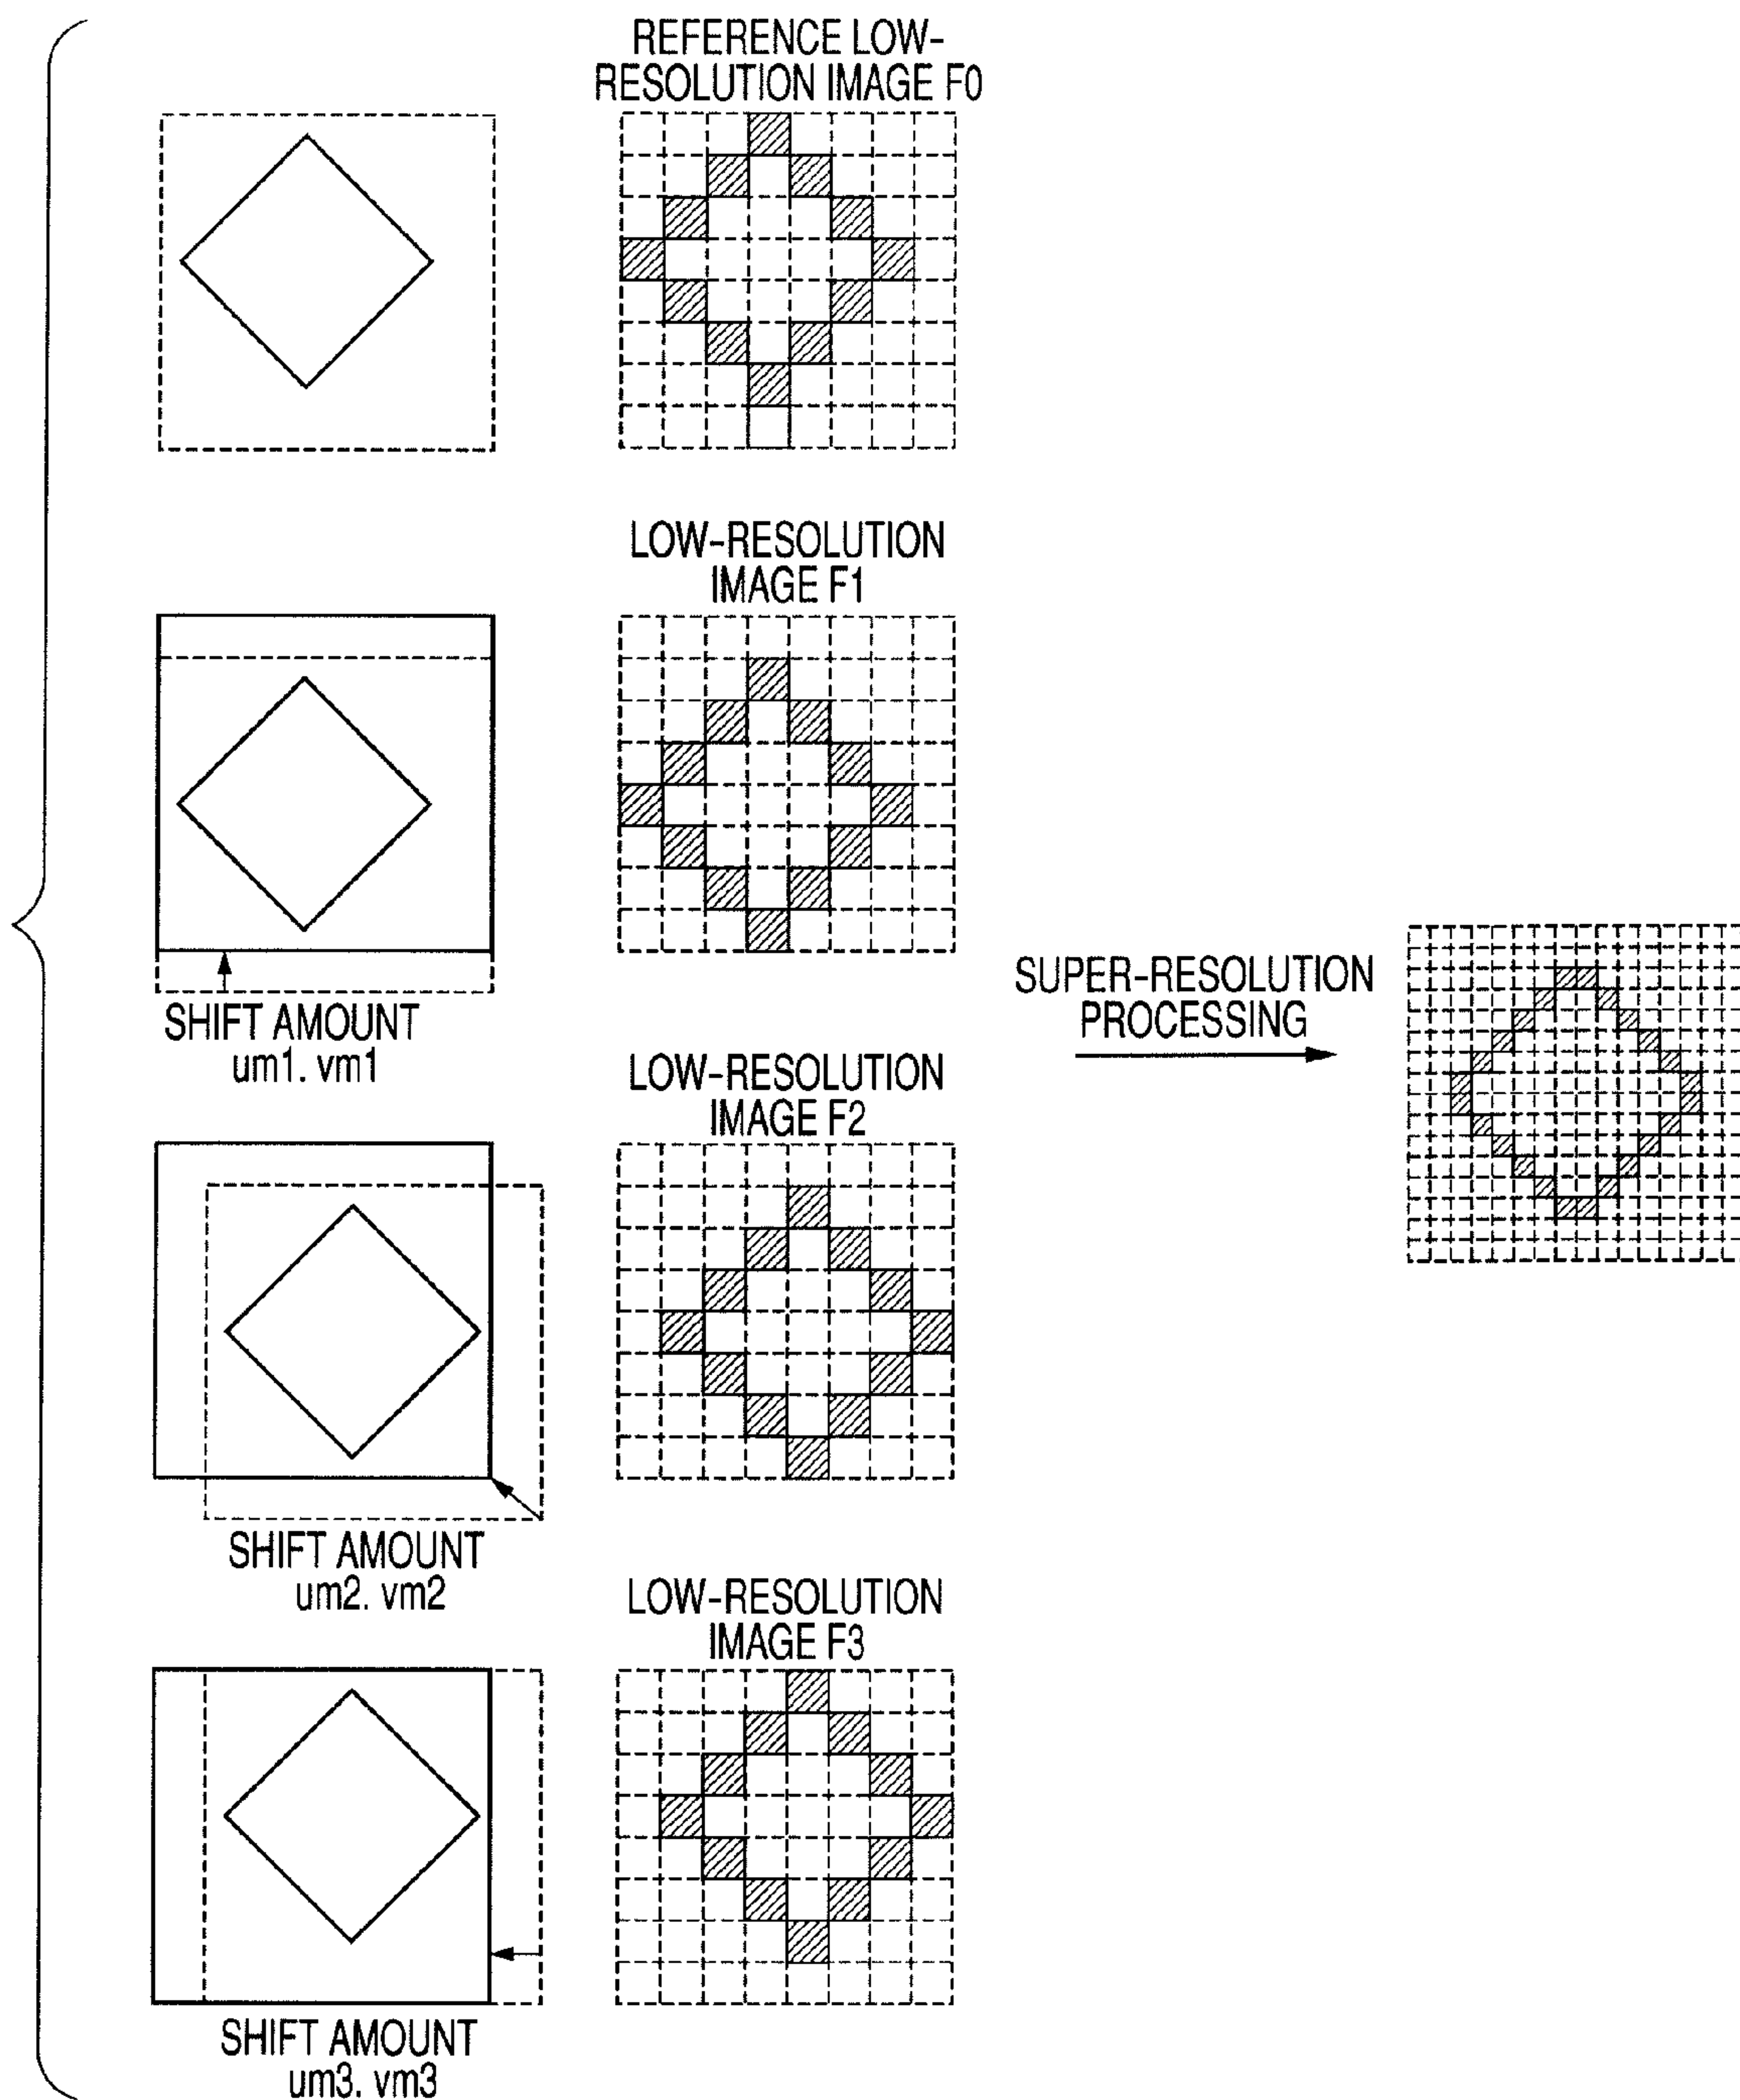 REFERENCE LOW-
RESOLUTION IMAGE F0
LOW-RESOLUTION
IMAGE F1
SHIFT AMOUNT
um1. vm1
SUPER-RESOLUTION
PROCESSING
LOW-RESOLUTION
IMAGE F2
SHIFT AMOUNT
um2. vm2
LOW-RESOLUTION
IMAGE F3
SHIFT AMOUNT
um3. vm3